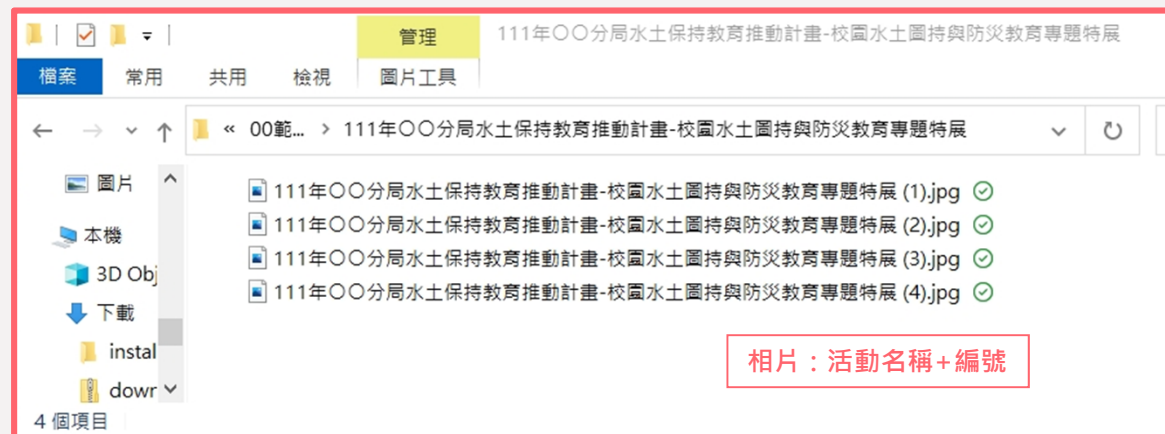 管理 111年〇〇分局水土保持教育推動計畫-校園水土圖持與防災教育專題特展
檔案 常用 共用 檢視 圖片工具
« 00範... > 111年〇〇分局水土保持教育推動計畫-校園水土圖持與防災教育專題特展
圖片
本機
3D Obj
下載
instal
dowr
111年〇〇分局水土保持教育推動計畫-校園水土圖持與防災教育專題特展 (1).jpg
111年〇〇分局水土保持教育推動計畫-校園水土圖持與防災教育專題特展 (2).jpg
111年〇〇分局水土保持教育推動計畫-校園水土圖持與防災教育專題特展 (3).jpg
111年〇〇分局水土保持教育推動計畫-校園水土圖持與防災教育專題特展 (4).jpg
相片：活動名稱+編號
4 個項目